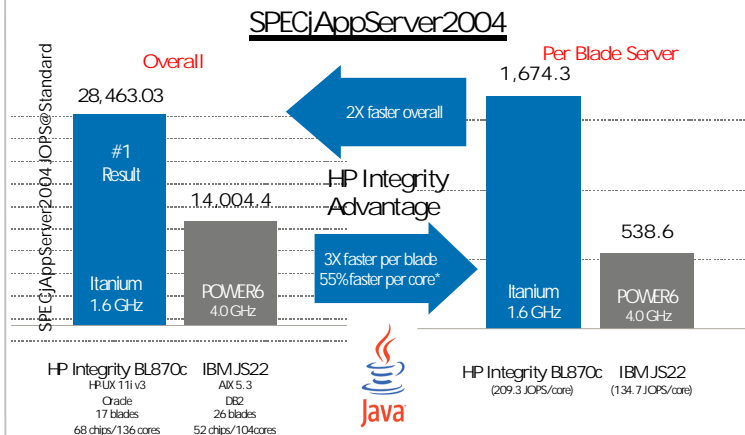 SPECjAppServer2004
Overall
Per Blade Server
SPECjAppServer2004 JOPS@Standard
28,463.03
#1
Result
Itanium
1.6 GHz
14,004.4
POWER6
4.0 GHz
2X faster overall
HP Integrity
Advantage
3X faster per blade
55%faster per core*
1,674.3
Itanium
1.6 GHz
538.6
POWER6
4.0 GHz
HP Integrity BL870c
HP-UX 11i v3
Oracle
17 blades
68 chips/136 cores
IBM JS22
AIX 5.3
DB2
26 blades
52 chips/104cores
Java
HP Integrity BL870c
(209.3 JOPS/core)
IBM JS22
(134.7 JOPS/core)